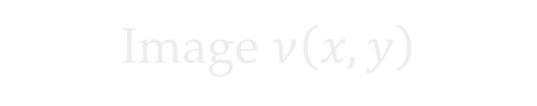 Image ν(x, y)